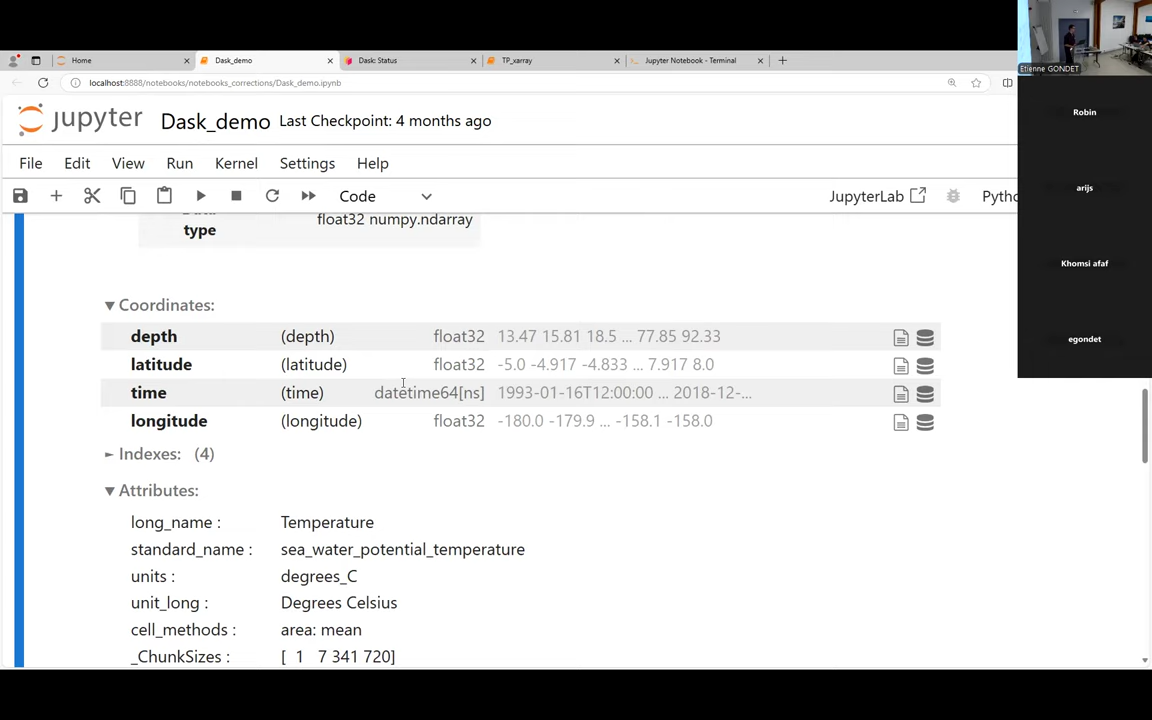 Home
Dask_demo
Dask: Status
TP_xarray
Jupyter Notebook - Terminal
localhost:8888/notebooks/notebooks_corrections/Dask_demo.ipynb
jupyter Dask_demo Last Checkpoint: 4 months ago
File Edit View Run Kernel Settings Help
Code JupyterLab Pytho
type float32 numpy.ndarray
Coordinates:
depth (depth) float32 13.47 15.81 18.5 ... 77.85 92.33
latitude (latitude) float32 -5.0 -4.917 -4.833 ... 7.917 8.0
time (time) datetime64[ns] 1993-01-16T12:00:00 ... 2018-12-...
longitude (longitude) float32 -180.0 -179.9 ... -158.1 -158.0
Indexes: (4)
Attributes:
long_name : Temperature
standard_name : sea_water_potential_temperature
units : degrees_C
unit_long : Degrees Celsius
cell_methods : area: mean
_ChunkSizes : [ 1 7 341 720]
Etienne GONDET
Robin
arijs
Khomsi afaf
egondet